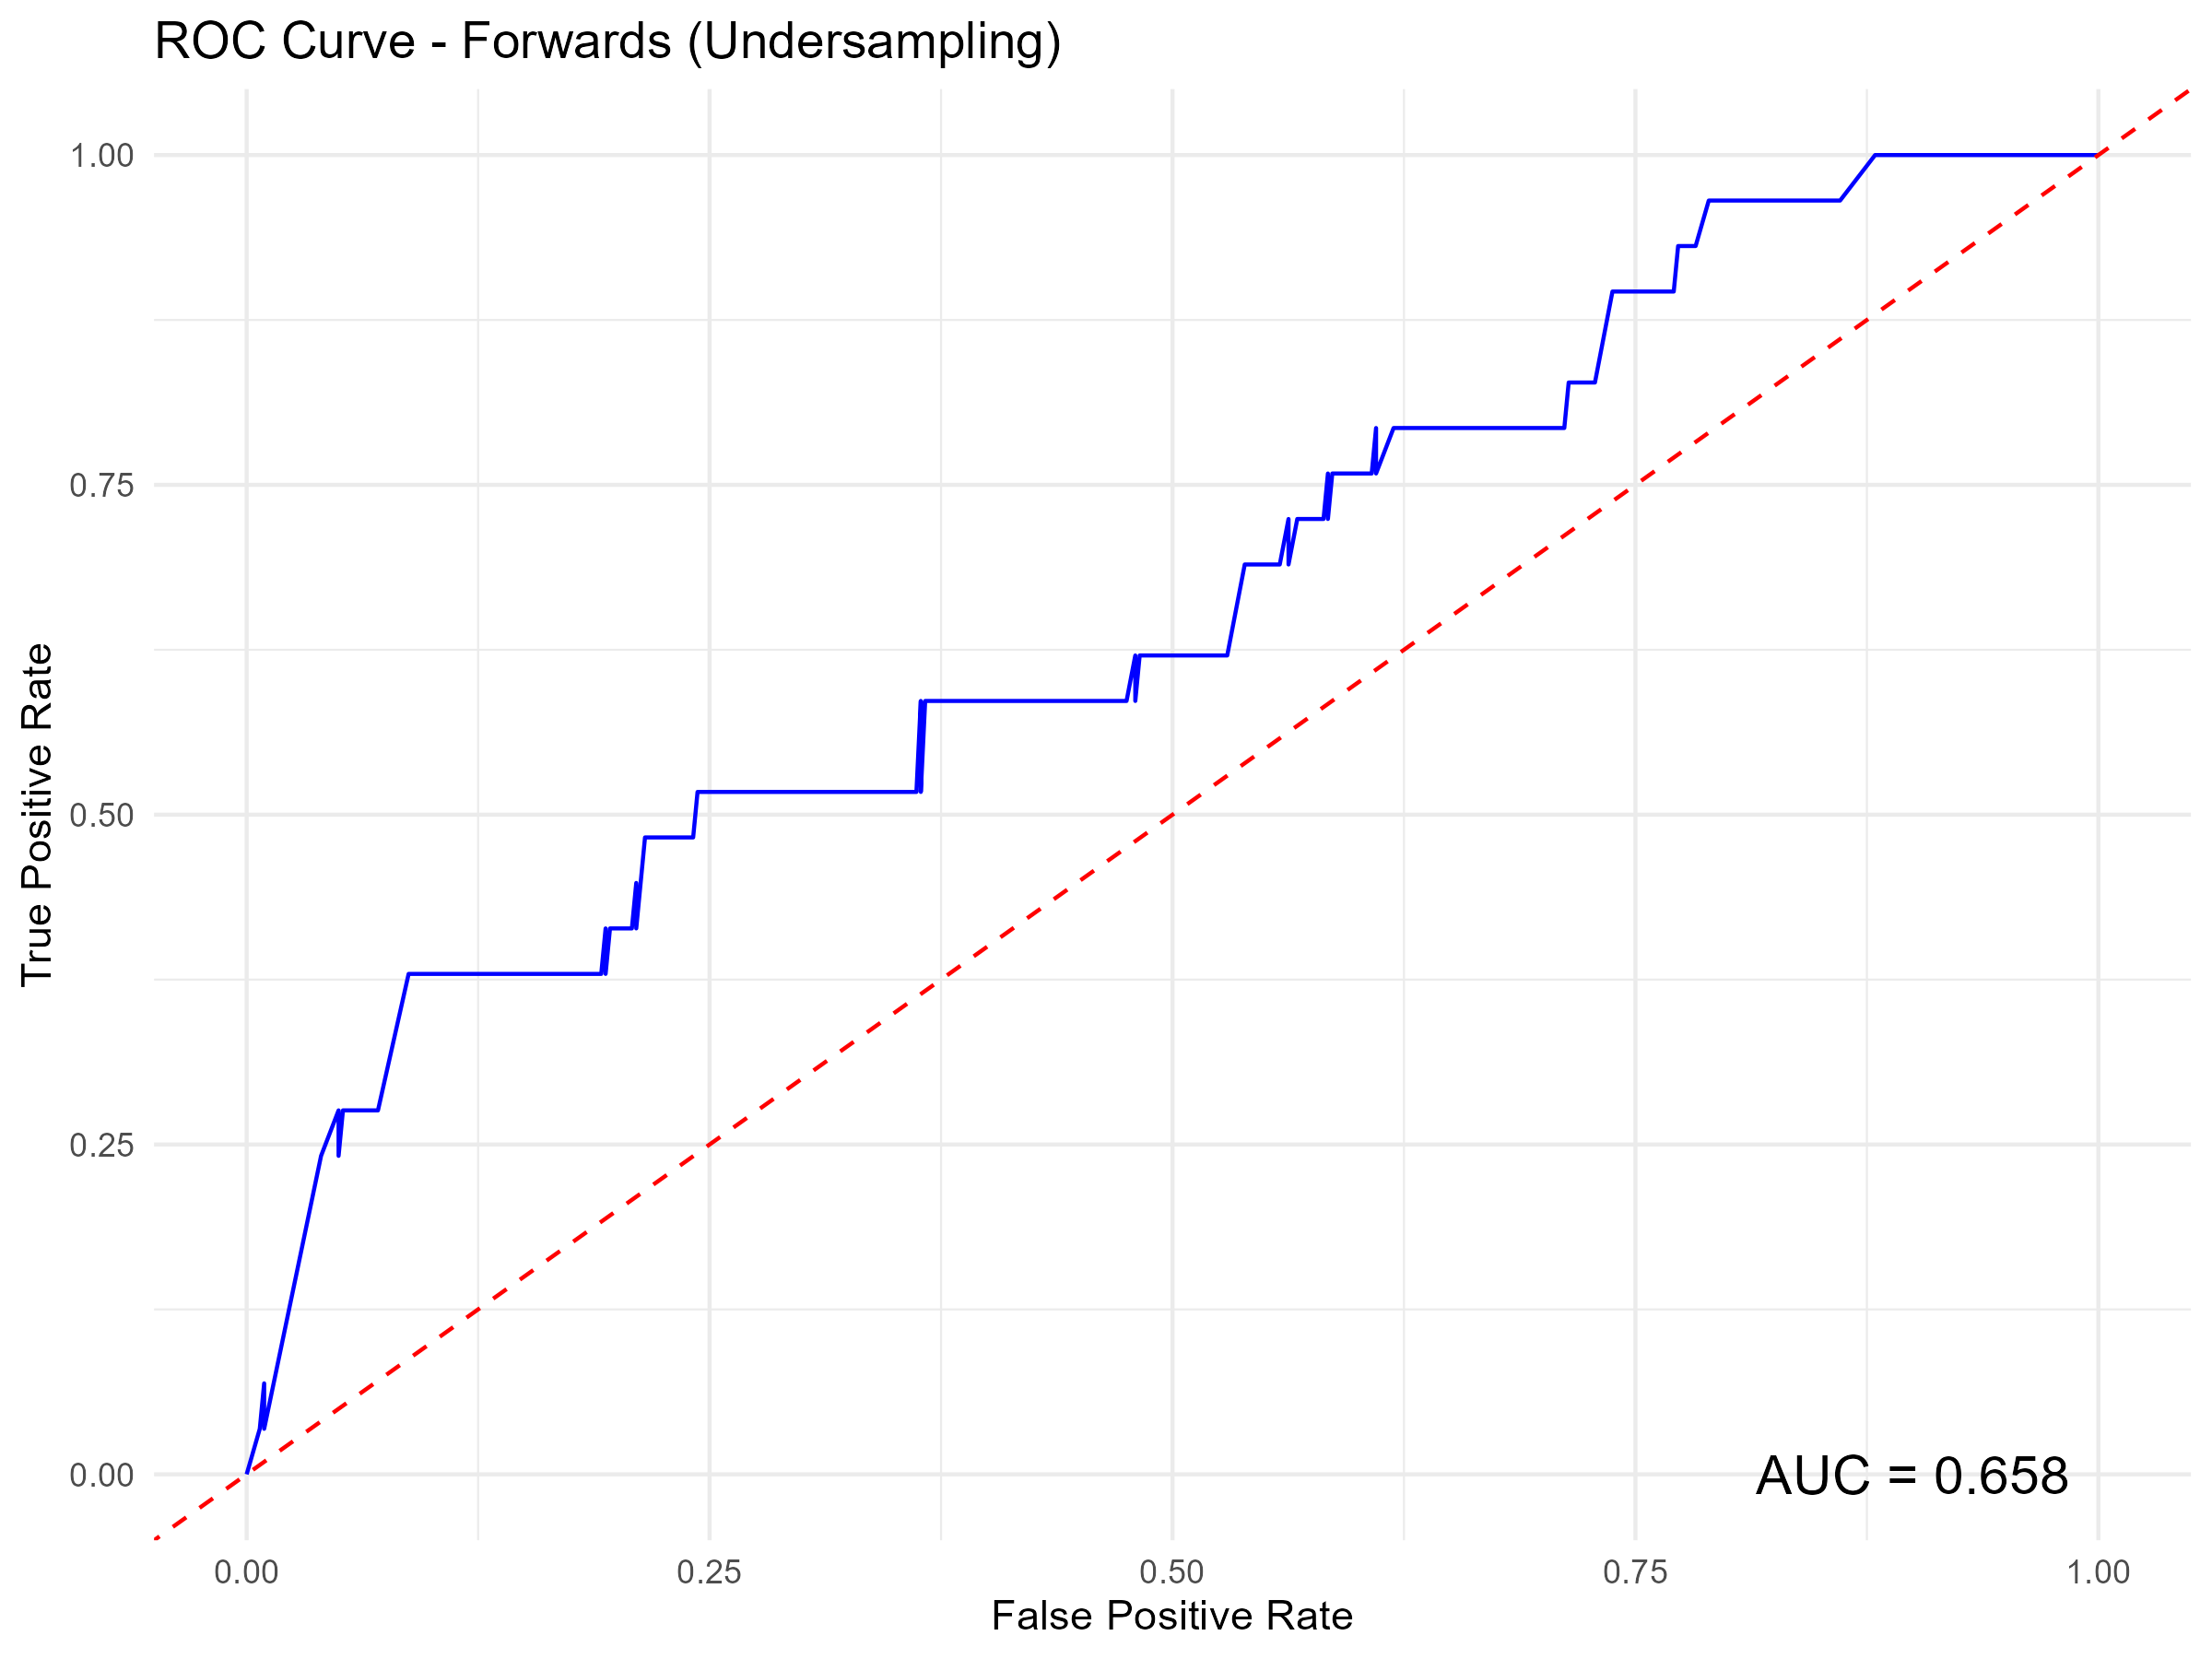 ROC Curve - Forwards (Undersampling)
True Positive Rate
1.00
0.75
0.50
0.25
0.00
AUC = 0.658
0.00 0.25 0.50 0.75 1.00
False Positive Rate